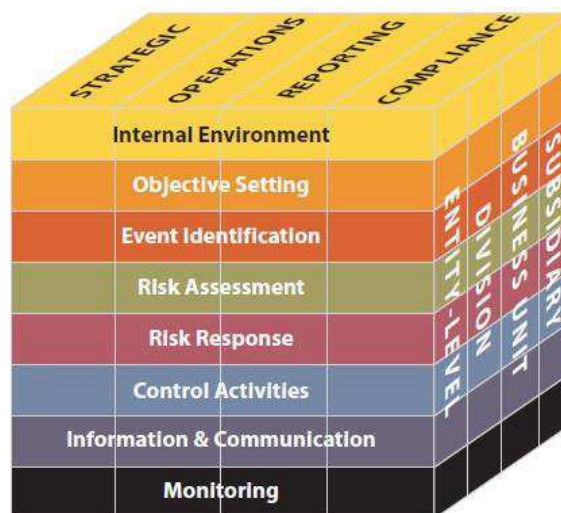 STRATEGIC
OPERATIONS
REPORTING
COMPLIANCE
Internal Environment
Objective Setting
Event Identification
Risk Assessment
Risk Response
Control Activities
Information & Communication
Monitoring
ENTITY-LEVEL
DIVISION
BUSINESS UNIT
SUBSIDIARY